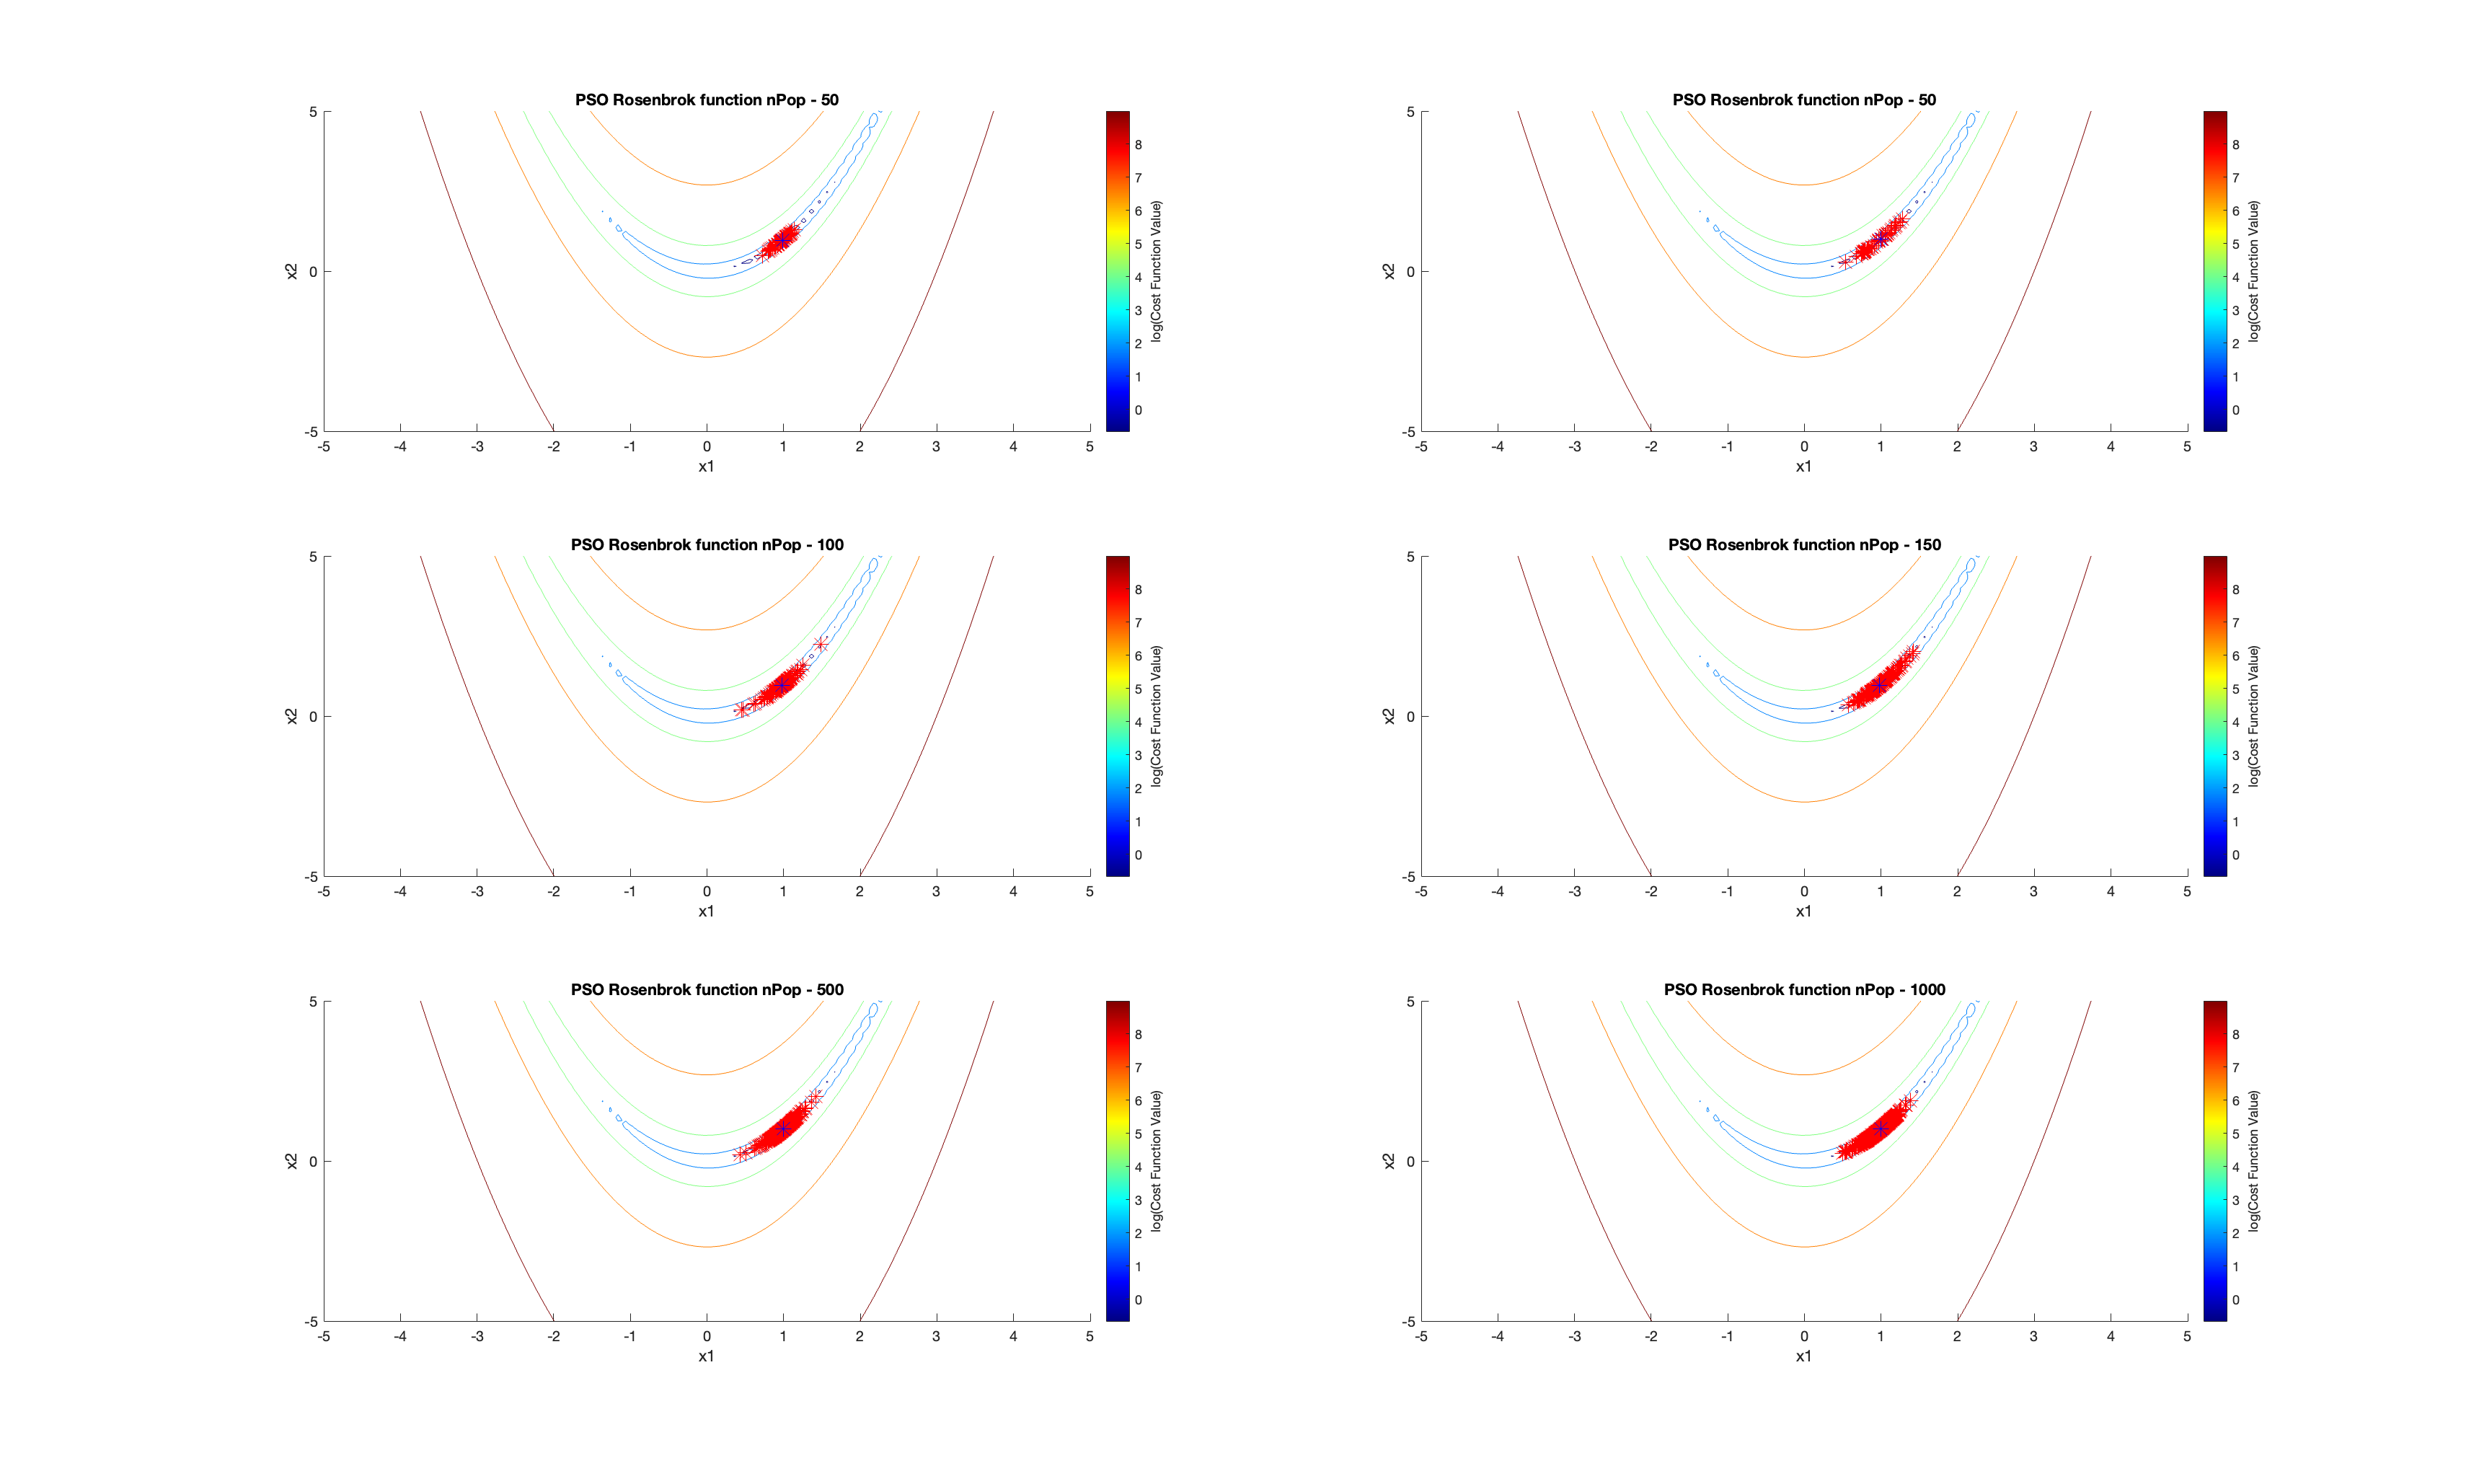 PSO Rosenbrok function nPop - 50
5
0
-5
x2
-5 -4 -3 -2 -1 0 1 2 3 4 5
x1
8
7
6
5
4
3
2
1
0
log(Cost Function Value)
PSO Rosenbrok function nPop - 50
5
0
-5
x2
-5 -4 -3 -2 -1 0 1 2 3 4 5
x1
8
7
6
5
4
3
2
1
0
log(Cost Function Value)
PSO Rosenbrok function nPop - 100
5
0
-5
x2
-5 -4 -3 -2 -1 0 1 2 3 4 5
x1
8
7
6
5
4
3
2
1
0
log(Cost Function Value)
PSO Rosenbrok function nPop - 150
5
0
-5
x2
-5 -4 -3 -2 -1 0 1 2 3 4 5
x1
8
7
6
5
4
3
2
1
0
log(Cost Function Value)
PSO Rosenbrok function nPop - 500
5
0
-5
x2
-5 -4 -3 -2 -1 0 1 2 3 4 5
x1
8
7
6
5
4
3
2
1
0
log(Cost Function Value)
PSO Rosenbrok function nPop - 1000
5
0
-5
x2
-5 -4 -3 -2 -1 0 1 2 3 4 5
x1
8
7
6
5
4
3
2
1
0
log(Cost Function Value)